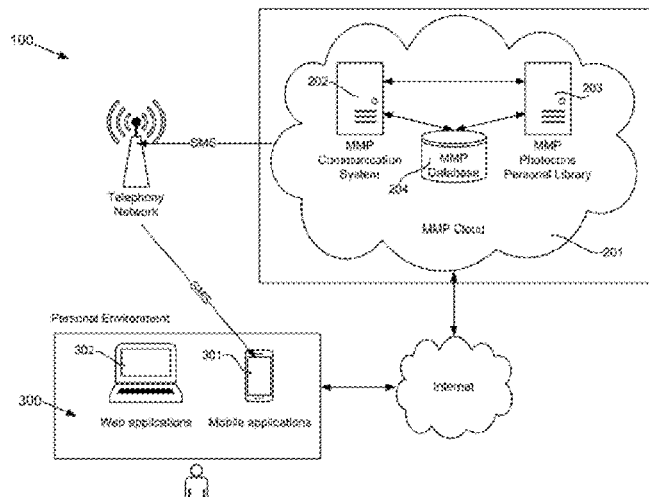 100
202
203
MMP Communication System
MMP Database
204
MMP Photocons Personal Library
MMP Cloud
201
SMS
Telephony Network
SMS
Personal Environment
302
301
300
Web applications
Mobile applications
Internet